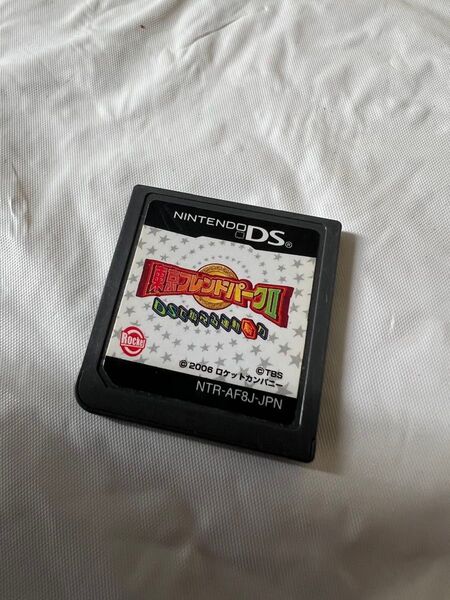 NINTENDO DS®
東京フレンドパークII
©TBS
Rocket
©2006 ロケットカンパニー
NTR-AF8J-JPN